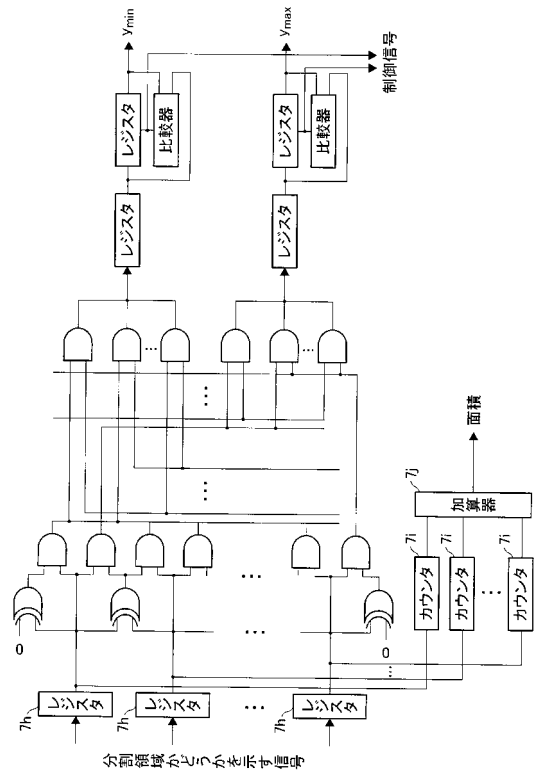 分割領域かどうかを示す信号
7h
レジスタ
7h
レジスタ
7h
レジスタ
0
0
7i
カウンタ
7i
カウンタ
7i
カウンタ
7j
加算器
面積
レジスタ
レジスタ
比較器
ymin
レジスタ
レジスタ
比較器
ymax
制御信号